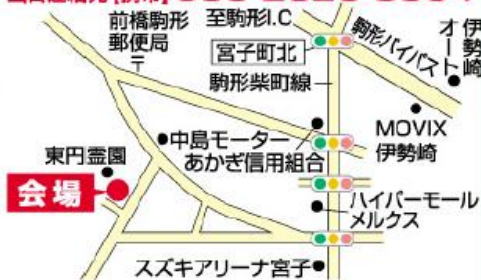 前橋駒形
郵便局
〒
至駒形I.C
宮子町北
駒形バイパス
伊勢崎
オート
駒形柴町線
MOVIX
伊勢崎
中島モーター
あかぎ信用組合
東円霊園
会場
ハイパーモール
メルクス
スズキアリーナ宮子